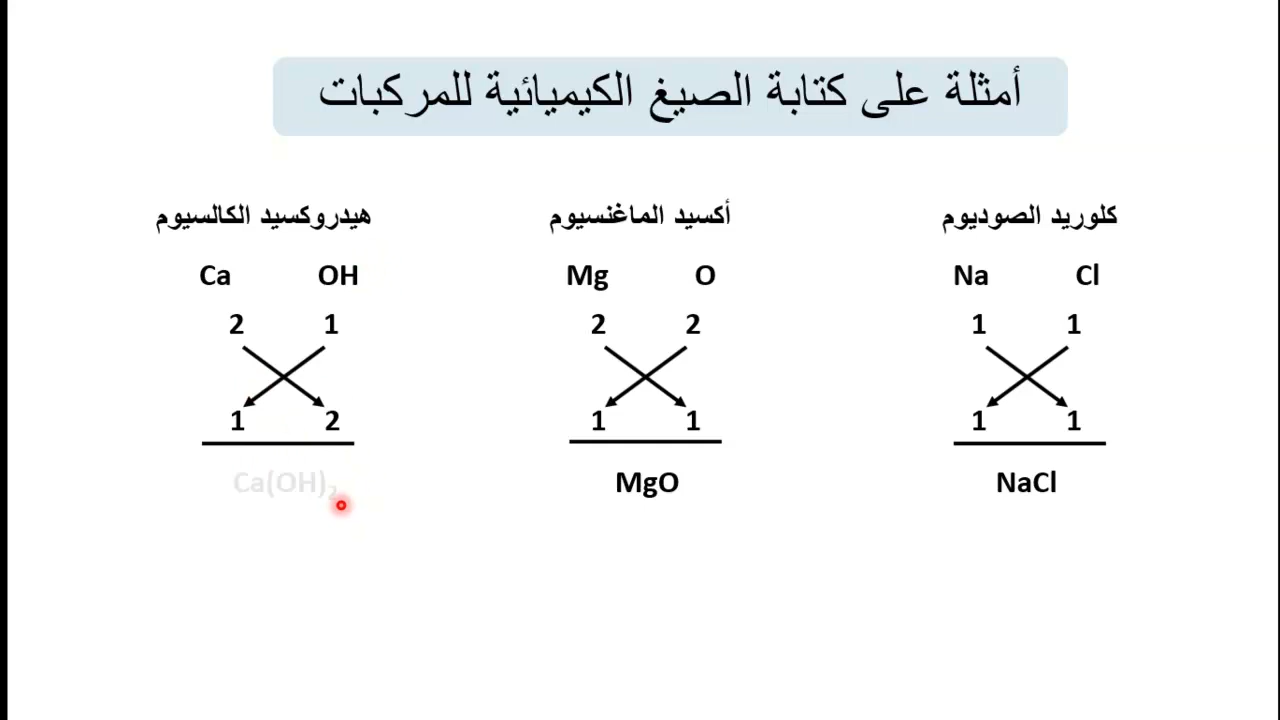 أمثلة على كتابة الصيغ الكيميائية للمركبات
كلوريد الصوديوم
Na Cl
1 1
1 1
NaCl
أكسيد الماغنسيوم
Mg O
2 2
1 1
MgO
هيدروكسيد الكالسيوم
Ca OH
2 1
1 2
Ca(OH)₂